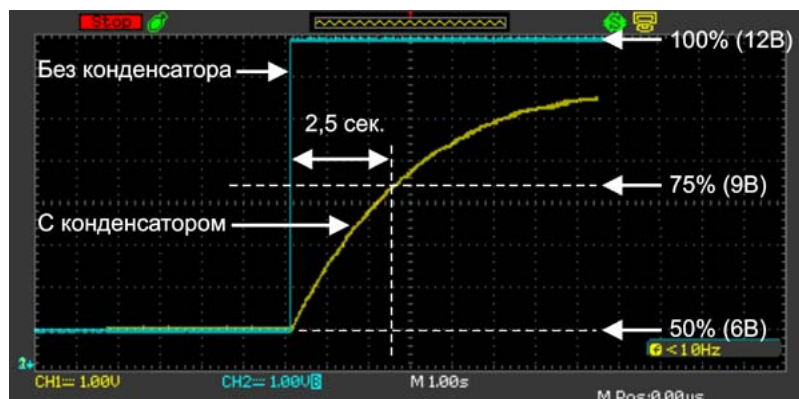 Stop
100% (12В)
Без конденсатора
2,5 сек.
75% (9В)
С конденсатором
50% (6В)
<10Hz
CH1 1.00V CH2 1.00V B M 1.00s
M Pos:0.00µs